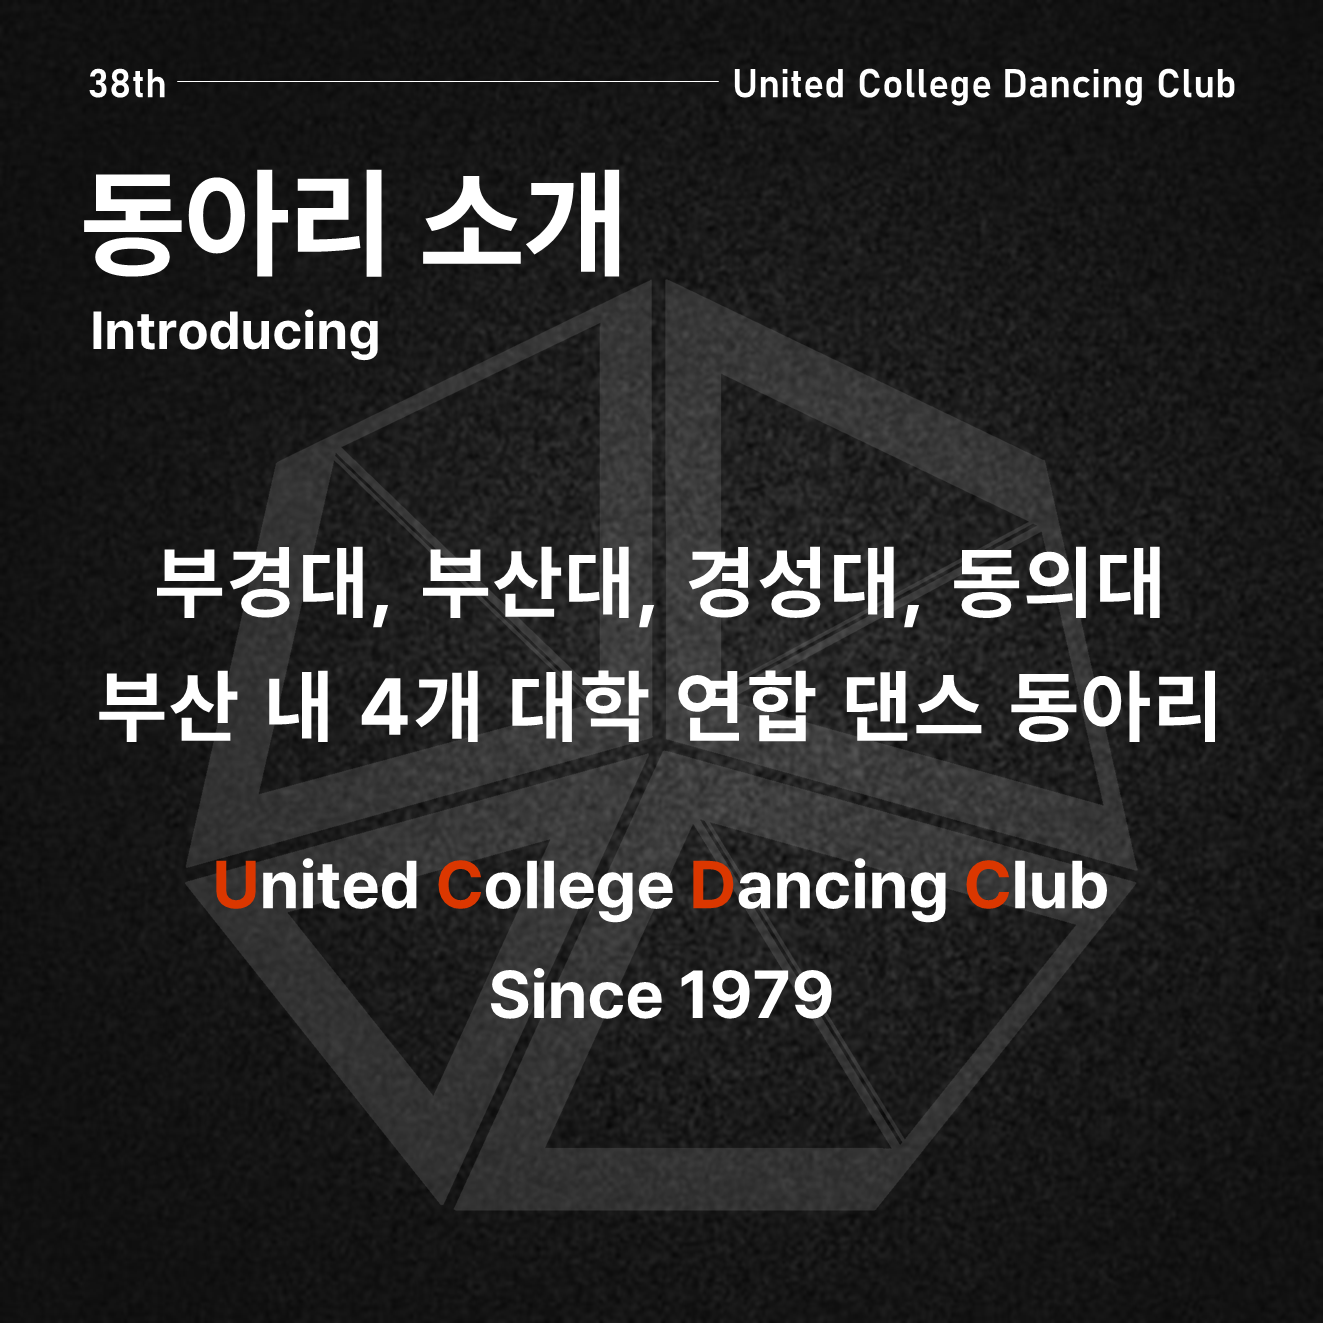 38th United College Dancing Club
동아리 소개
Introducing
부경대, 부산대, 경성대, 동의대
부산 내 4개 대학 연합 댄스 동아리
United College Dancing Club
Since 1979